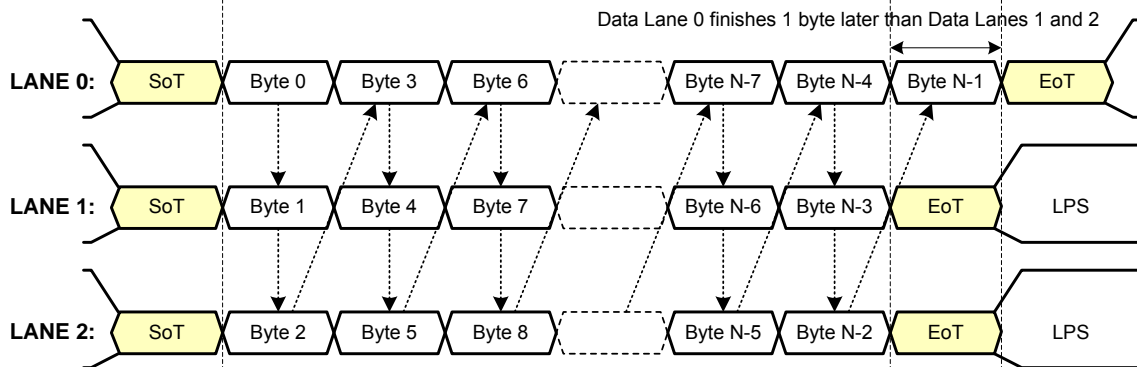 Data Lane 0 finishes 1 byte later than Data Lanes 1 and 2
LANE 0: SoT Byte 0 Byte 3 Byte 6 Byte N-7 Byte N-4 Byte N-1 EoT
LANE 1: SoT Byte 1 Byte 4 Byte 7 Byte N-6 Byte N-3 EoT LPS
LANE 2: SoT Byte 2 Byte 5 Byte 8 Byte N-5 Byte N-2 EoT LPS